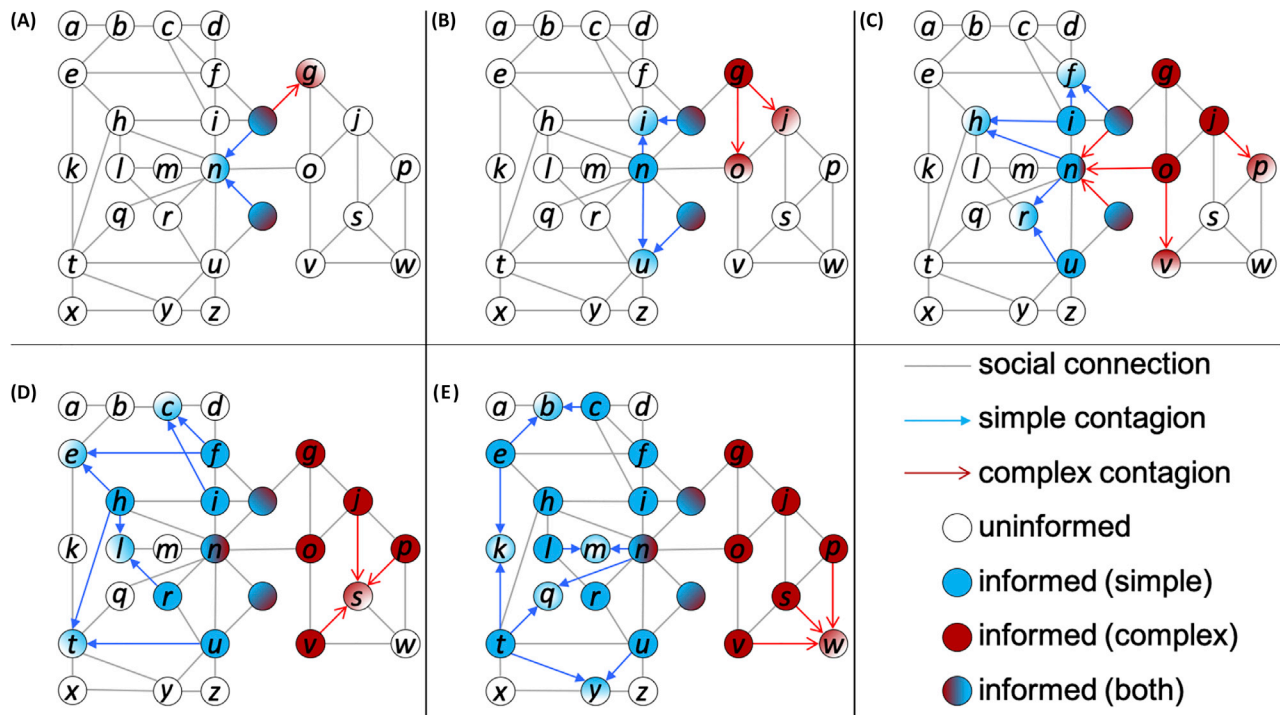 (A)
a b c d
e f g
h i j
k l m n o p
q r s
t u v w
x y z
(B)
a b c d
e f g
h i j
k l m n o p
q r s
t u v w
x y z
(C)
a b c d
e f g
h i j
k l m n o p
q r s
t u v w
x y z
(D)
a b c d
e f g
h i j
k l m n o p
q r s
t u v w
x y z
(E)
a b c d
e f g
h i j
k l m n o p
q r s
t u v w
x y z
social connection
simple contagion
complex contagion
uninformed
informed (simple)
informed (complex)
informed (both)